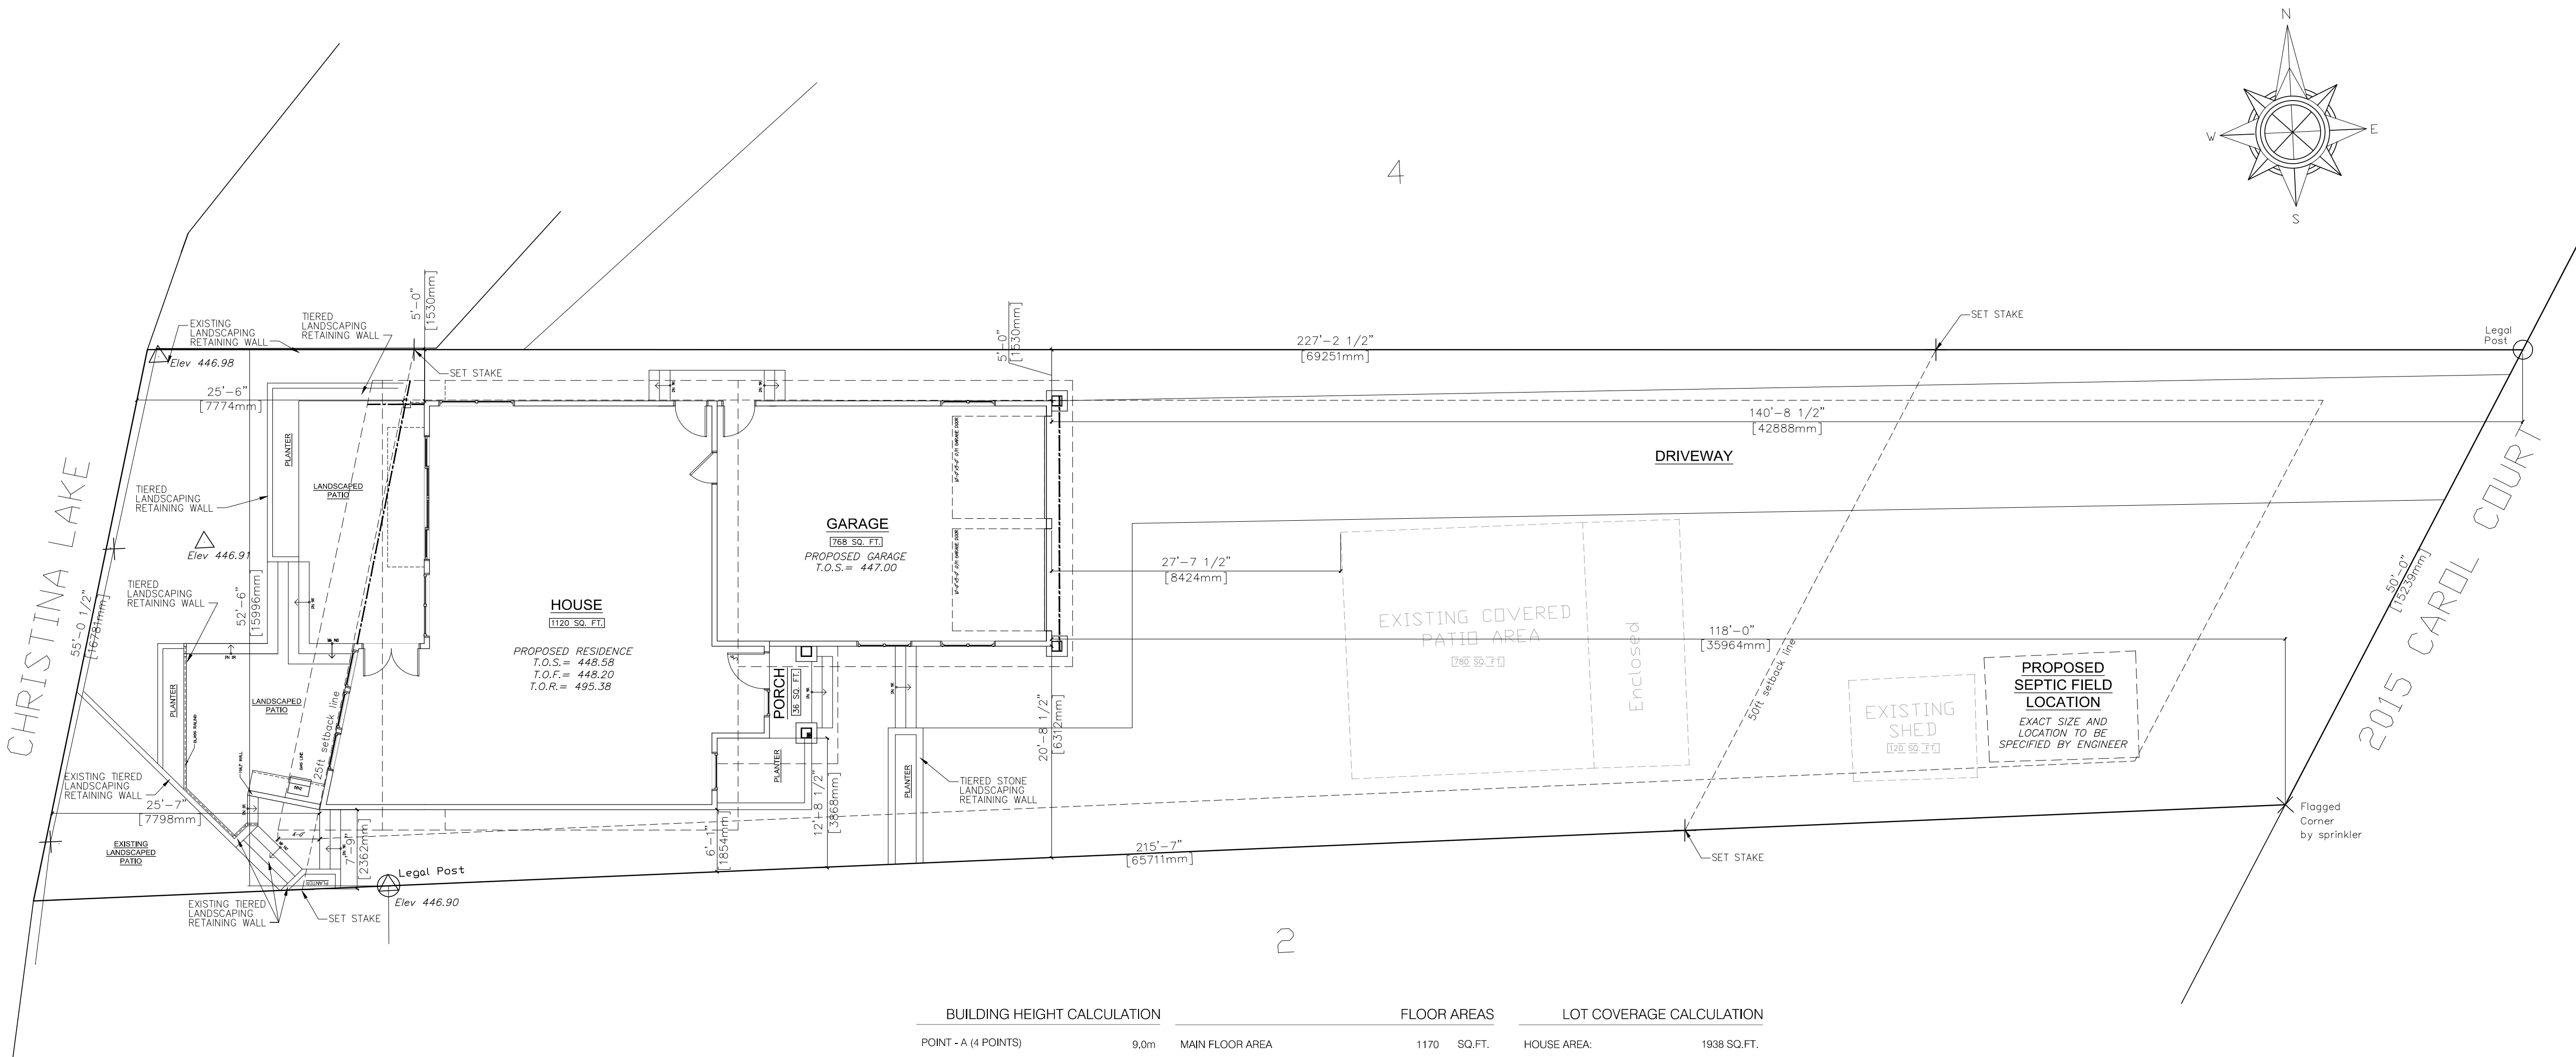 N
W
E
S
4
2
CHRISTINA LAKE
2015 CAROL COURT
EXISTING
LANDSCAPING
RETAINING WALL
TIERED
LANDSCAPING
RETAINING WALL
5'-0"
[1530mm]
Elev 446.98
SET STAKE
25'-6"
[7774mm]
PLANTER
LANDSCAPED
PATIO
TIERED
LANDSCAPING
RETAINING WALL
Elev 446.91
TIERED
LANDSCAPING
RETAINING WALL
52'-6"
[15996mm]
55'-0 1/2"
[16781mm]
PLANTER
LANDSCAPED
PATIO
25ft setback line
HALF WALL
GAS LINE
EXISTING TIERED
LANDSCAPING
RETAINING WALL
25'-7"
[7798mm]
EXISTING
LANDSCAPED
PATIO
7'-9"
[2362mm]
PLANTER
Legal Post
Elev 446.90
EXISTING TIERED
LANDSCAPING
RETAINING WALL
SET STAKE
HOUSE
1120 SQ. FT.
PROPOSED RESIDENCE
T.O.S.= 448.58
T.O.F.= 448.20
T.O.R.= 495.38
GARAGE
768 SQ. FT.
PROPOSED GARAGE
T.O.S.= 447.00
PORCH
36 SQ. FT.
PLANTER
6'-1"
[1854mm]
12'-8 1/2"
[3868mm]
PLANTER
TIERED STONE
LANDSCAPING
RETAINING WALL
20'-8 1/2"
[6312mm]
5'-0"
[1530mm]
227'-2 1/2"
[69251mm]
SET STAKE
Legal
Post
140'-8 1/2"
[42888mm]
DRIVEWAY
27'-7 1/2"
[8424mm]
EXISTING COVERED
PATIO AREA
780 SQ. FT.
Enclosed
50ft setback line
118'-0"
[35964mm]
50'-0"
[15239mm]
EXISTING
SHED
120 SQ. FT.
PROPOSED
SEPTIC FIELD
LOCATION
EXACT SIZE AND
LOCATION TO BE
SPECIFIED BY ENGINEER
Flagged
Corner
by sprinkler
SET STAKE
215'-7"
[65711mm]
BUILDING HEIGHT CALCULATION
POINT - A (4 POINTS) 9.0m
FLOOR AREAS
MAIN FLOOR AREA 1170 SQ.FT.
LOT COVERAGE CALCULATION
HOUSE AREA: 1938 SQ.FT.